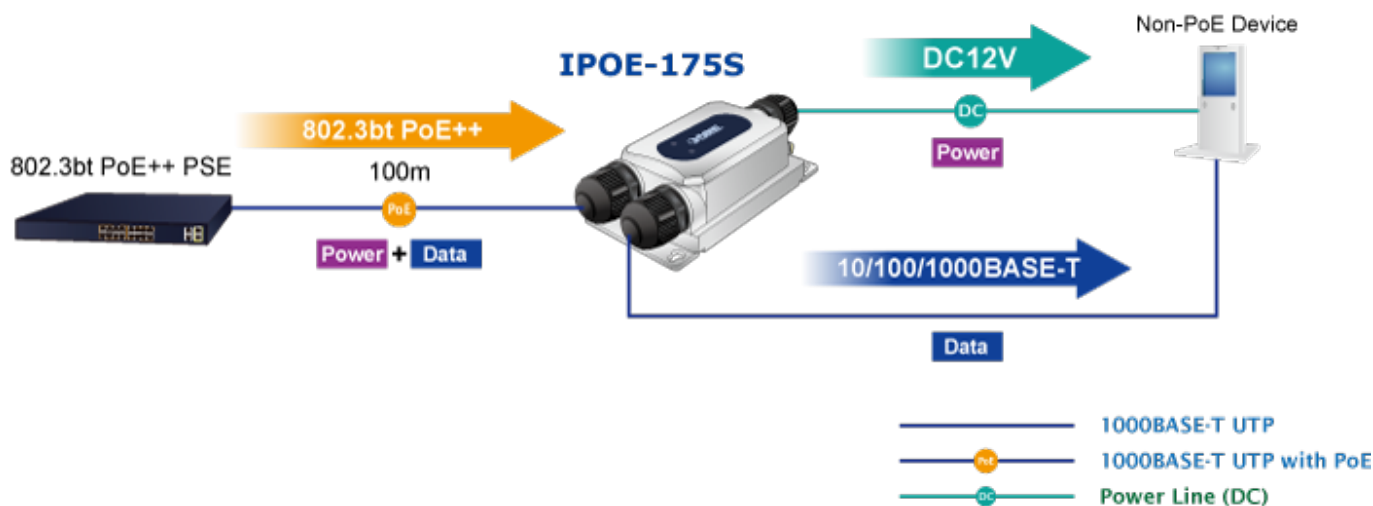 Non-PoE Device
DC12V
IPOE-175S
802.3bt PoE++
DC
802.3bt PoE++ PSE
100m
Power
PoE
Power + Data
10/100/1000BASE-T
Data
1000BASE-T UTP
PoE
1000BASE-T UTP with PoE
DC
Power Line (DC)